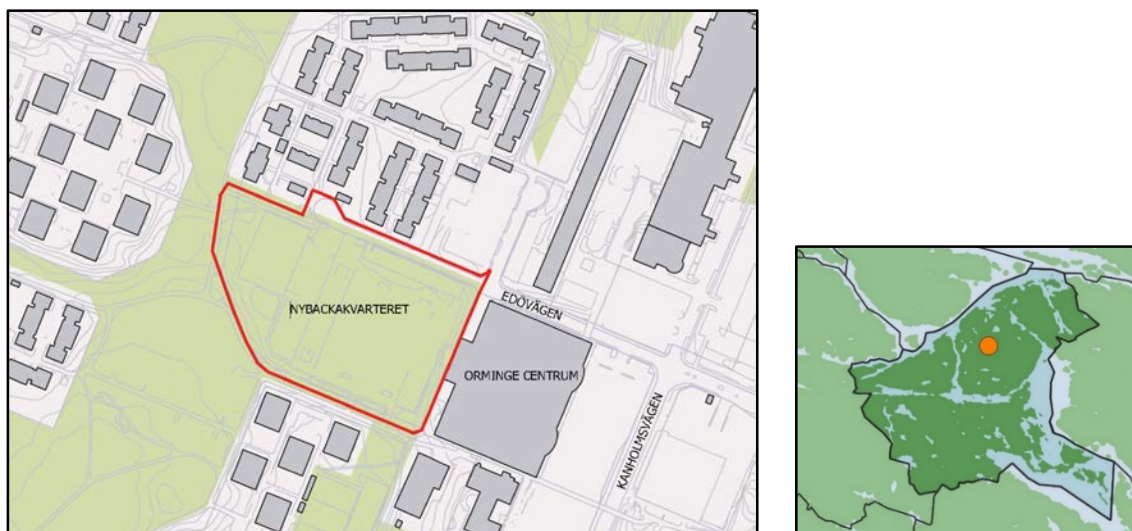 EDÖVÄGEN
NYBACKAKVARTERET
ORMINGE CENTRUM
KANHOLMSVÄGEN